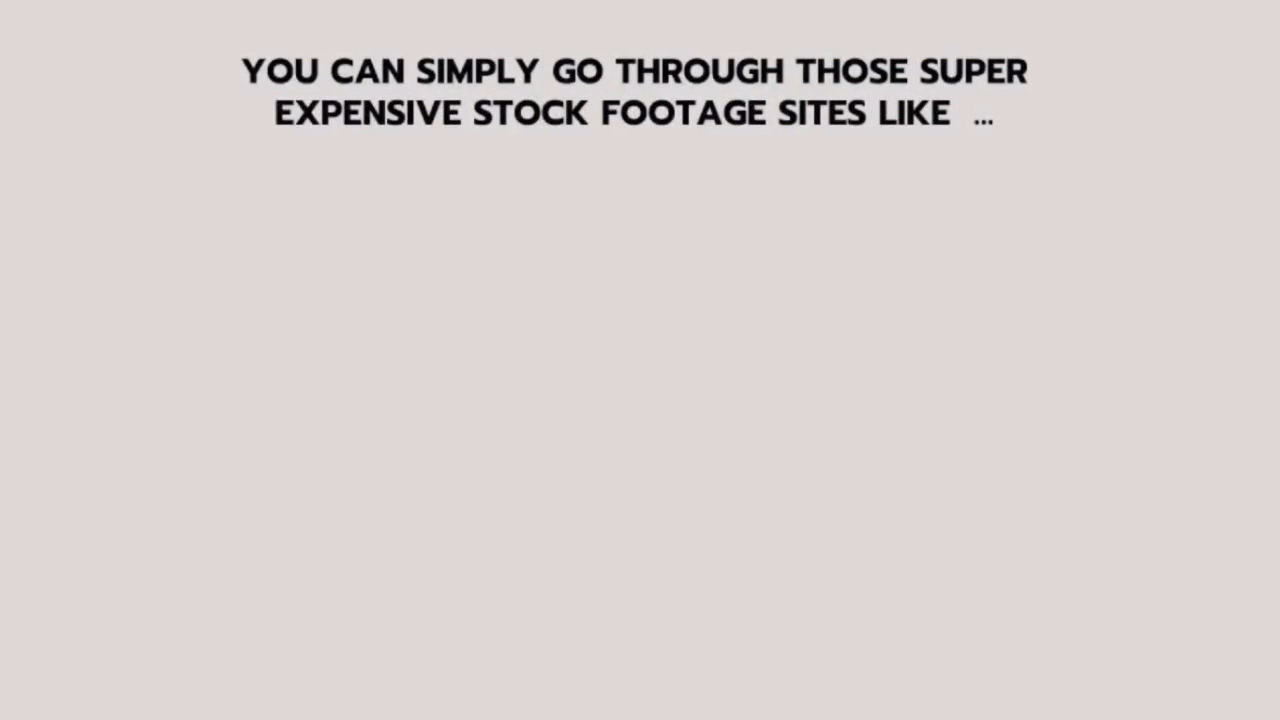 YOU CAN SIMPLY GO THROUGH THOSE SUPER
EXPENSIVE STOCK FOOTAGE SITES LIKE  ...